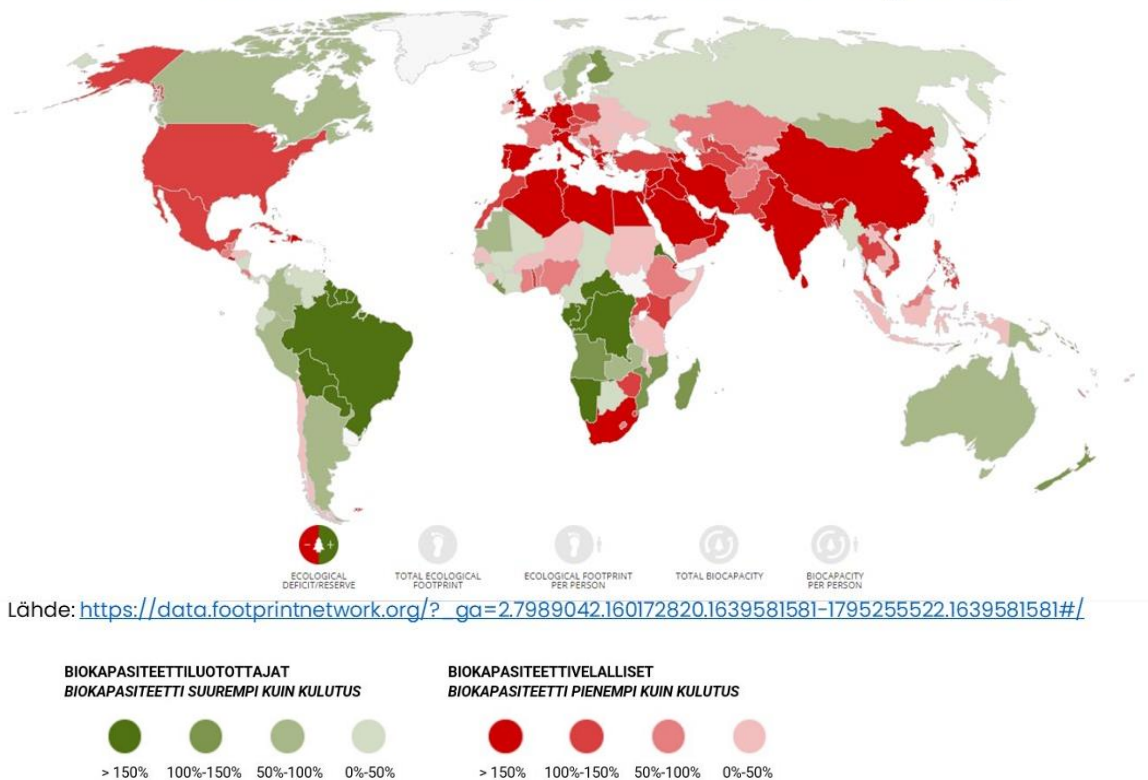 - +
ECOLOGICAL
DEFICIT/RESERVE
TOTAL ECOLOGICAL
FOOTPRINT
ECOLOGICAL FOOTPRINT
PER PERSON
TOTAL BIOCAPACITY
BIOCAPACITY
PER PERSON
Lähde: https://data.footprintnetwork.org/?_ga=2.7989042.160172820.1639581581-1795255522.1639581581#/
BIOKAPASITEETTILUOTOTTAJAT
BIOKAPASITEETTI SUUREMPI KUIN KULUTUS
> 150% 100%-150% 50%-100% 0%-50%
BIOKAPASITEETTIVELALLISET
BIOKAPASITEETTI PIENEMPI KUIN KULUTUS
> 150% 100%-150% 50%-100% 0%-50%